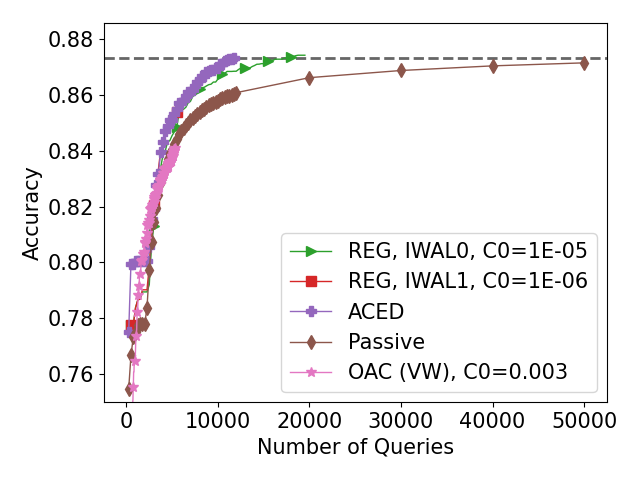 0.88
0.86
0.84
0.82
0.80
0.78
0.76
Accuracy
REG, IWAL0, C0=1E-05
REG, IWAL1, C0=1E-06
ACED
Passive
OAC (VW), C0=0.003
0 10000 20000 30000 40000 50000
Number of Queries